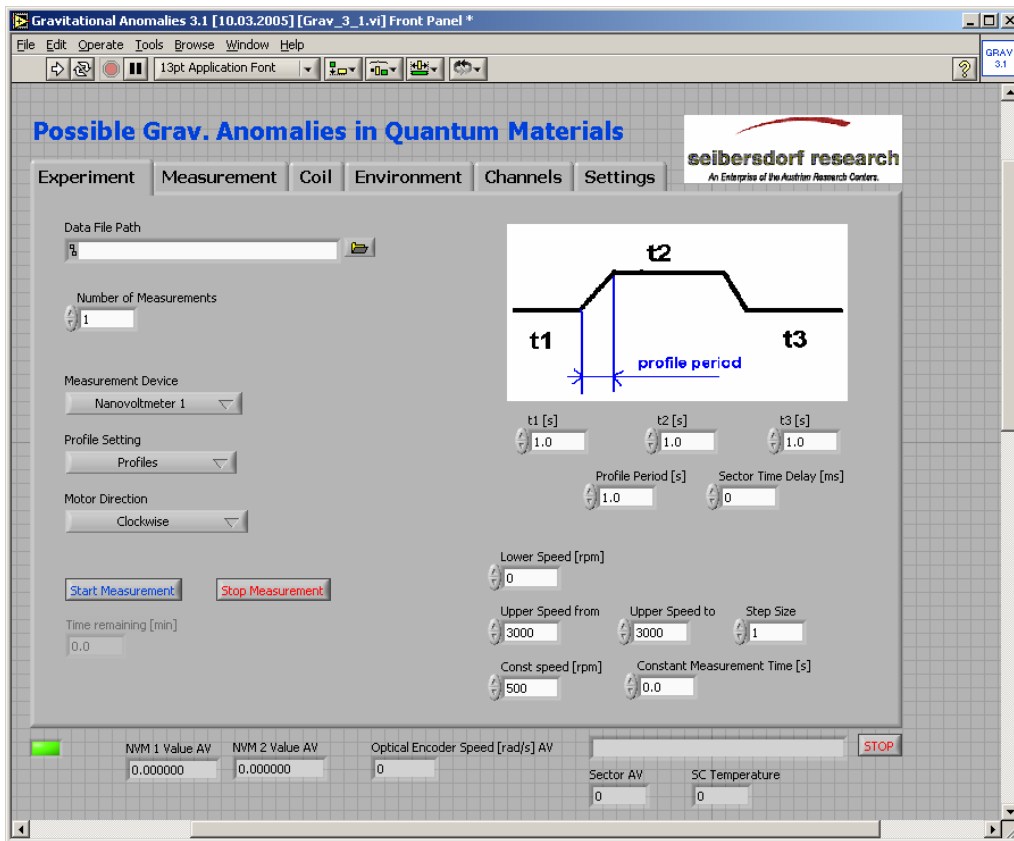 Gravitational Anomalies 3.1 [10.03.2005] [Grav_3_1.vi] Front Panel *
File Edit Operate Tools Browse Window Help
13pt Application Font
?
GRAV
3.1
Possible Grav. Anomalies in Quantum Materials
seibersdorf research
An Enterprise of the Austrian Research Centers.
Experiment Measurement Coil Environment Channels Settings
Data File Path
Number of Measurements
1
Measurement Device
Nanovoltmeter 1
Profile Setting
Profiles
Motor Direction
Clockwise
Start Measurement Stop Measurement
Time remaining [min]
0.0
t2
t1
t3
profile period
t1 [s] t2 [s] t3 [s]
1.0 1.0 1.0
Profile Period [s] Sector Time Delay [ms]
1.0 0
Lower Speed [rpm]
0
Upper Speed from Upper Speed to Step Size
3000 3000 1
Const speed [rpm] Constant Measurement Time [s]
500 0.0
NVM 1 Value AV NVM 2 Value AV Optical Encoder Speed [rad/s] AV
0.000000 0.000000 0
STOP
Sector AV SC Temperature
0 0